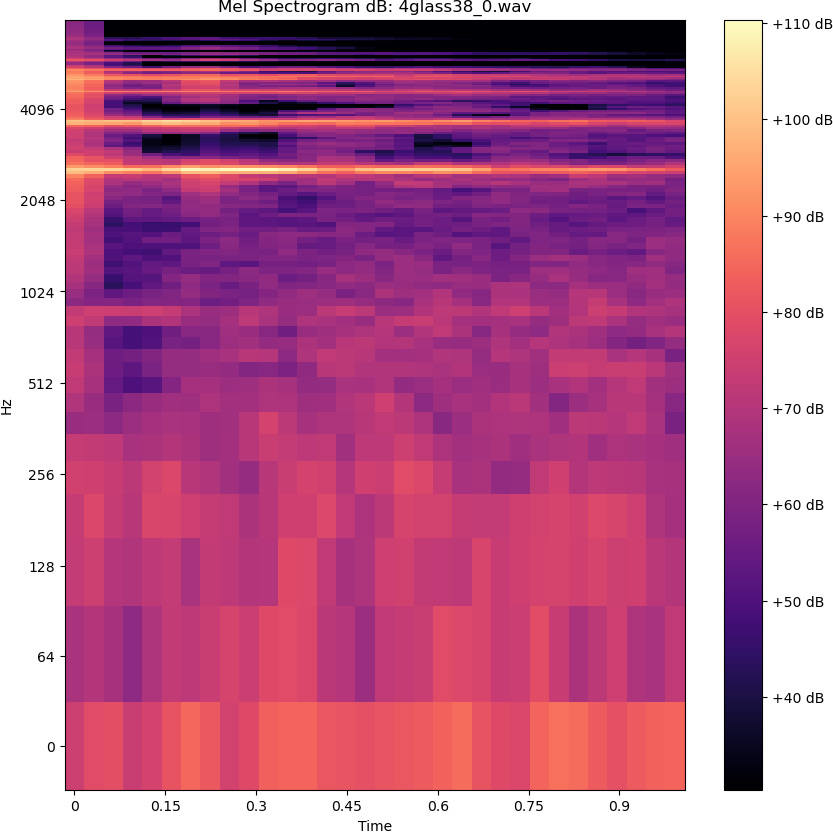 Mel Spectrogram dB: 4glass38_0.wav
+110 dB
+100 dB
+90 dB
+80 dB
+70 dB
+60 dB
+50 dB
+40 dB
4096
2048
1024
512
256
128
64
0
Hz
0 0.15 0.3 0.45 0.6 0.75 0.9
Time